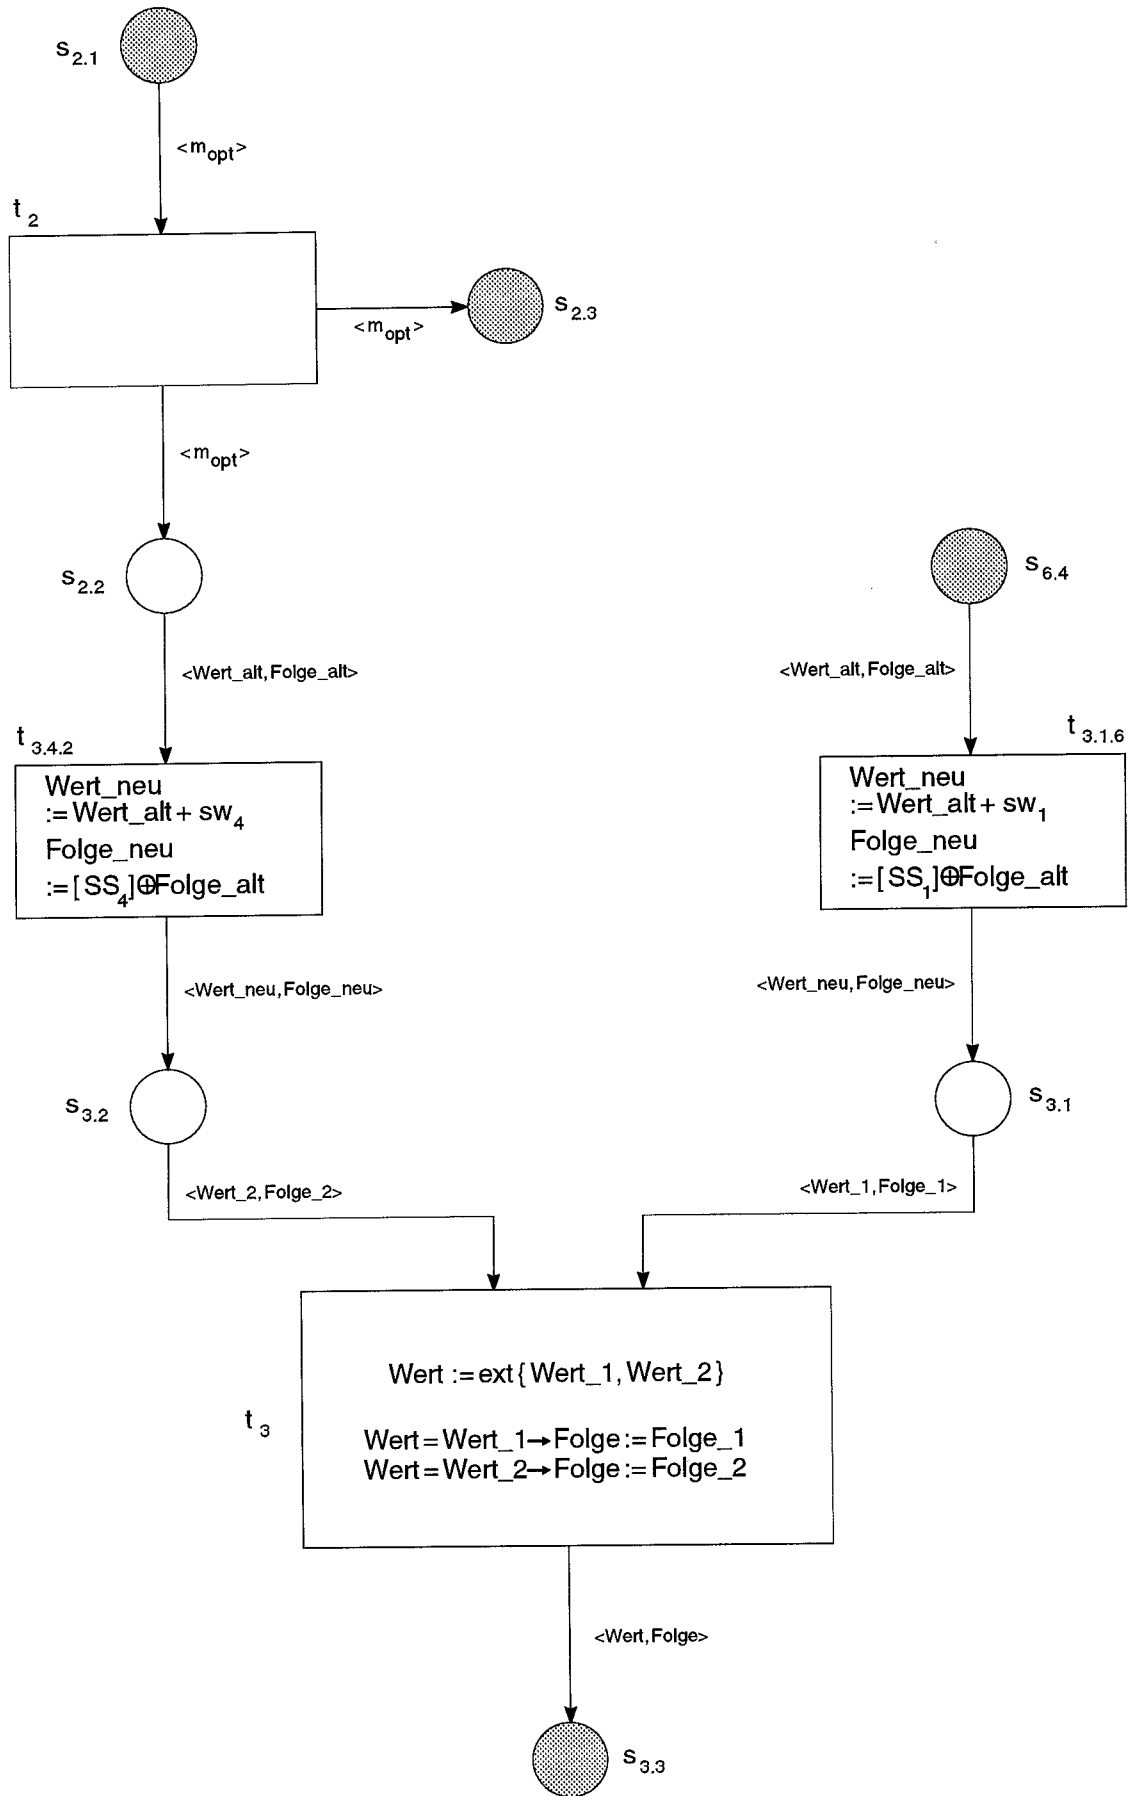 s2.1
<mopt>
t2
s2.3
<mopt>
<mopt>
s2.2
s6.4
<Wert_alt,Folge_alt>
<Wert_alt,Folge_alt>
t3.4.2
t3.1.6
Wert_neu
:=Wert_alt+ sw4
Folge_neu
:=[SS4]⊕Folge_alt
Wert_neu
:=Wert_alt+ sw1
Folge_neu
:=[SS1]⊕Folge_alt
<Wert_neu,Folge_neu>
<Wert_neu,Folge_neu>
s3.2
s3.1
<Wert_2,Folge_2>
<Wert_1,Folge_1>
Wert :=ext{Wert_1,Wert_2}
t3
Wert=Wert_1→Folge:=Folge_1
Wert=Wert_2→Folge:=Folge_2
<Wert,Folge>
s3.3